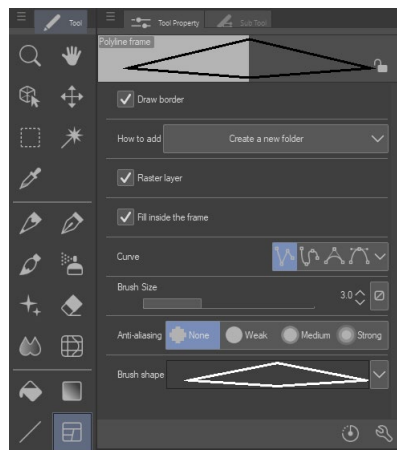 Tool
Tool Property
Sub Tool
Polyline frame
Draw border
How to add
Create a new folder
Raster layer
Fill inside the frame
Curve
Brush Size
3.0
Anti-aliasing
None
Weak
Medium
Strong
Brush shape